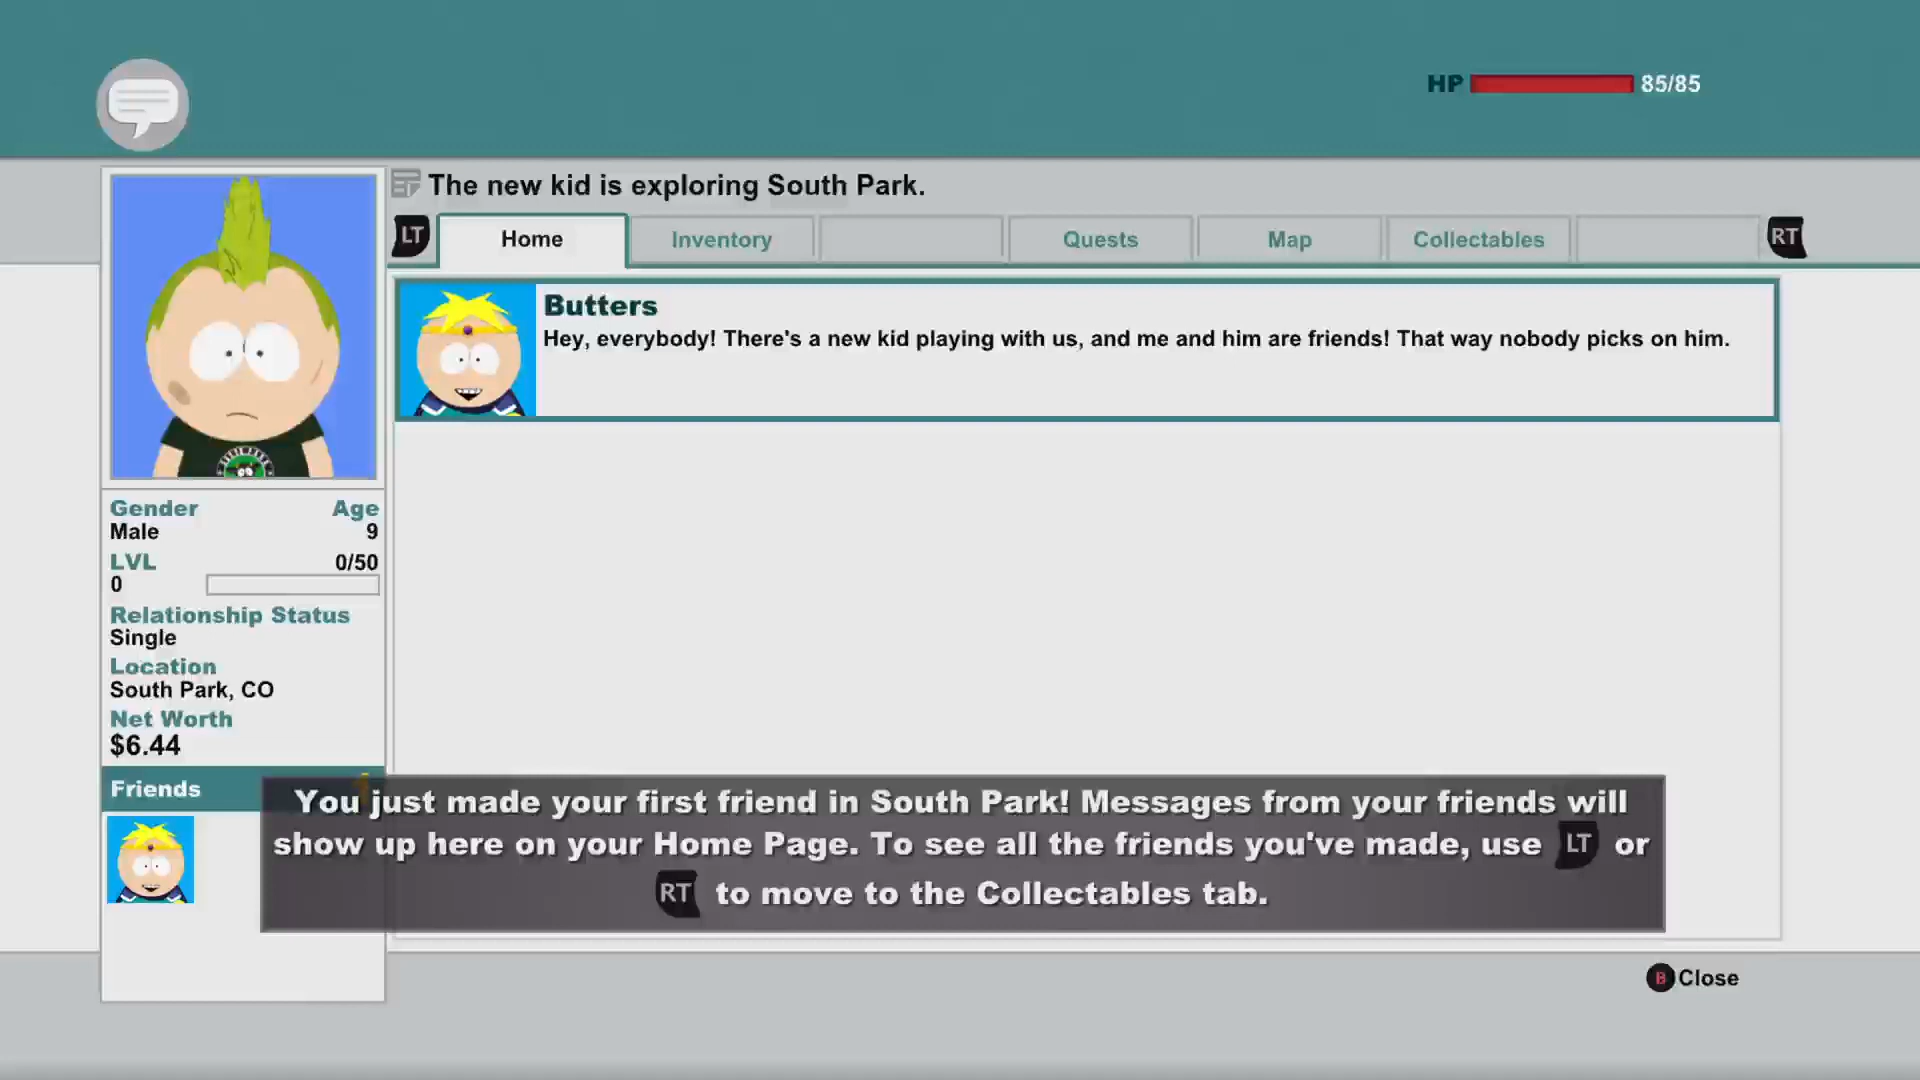 HP 85/85
The new kid is exploring South Park.
LT Home Inventory Quests Map Collectables RT
Butters
Hey, everybody! There's a new kid playing with us, and me and him are friends! That way nobody picks on him.
Gender Age
Male 9
LVL 0/50
0
Relationship Status
Single
Location
South Park, CO
Net Worth
$6.44
Friends
You just made your first friend in South Park! Messages from your friends will
show up here on your Home Page. To see all the friends you've made, use LT or
RT to move to the Collectables tab.
B Close